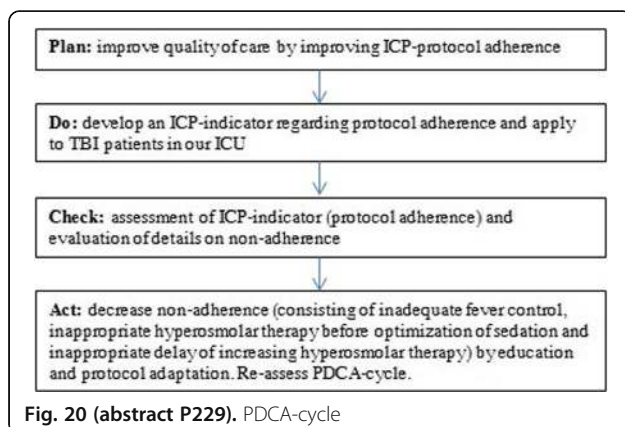 Plan: improve quality of care by improving ICP-protocol adherence
Do: develop an ICP-indicator regarding protocol adherence and apply
to TBI patients in our ICU
Check: assessment of ICP-indicator (protocol adherence) and
evaluation of details on non-adherence
Act: decrease non-adherence (consisting of inadequate fever control,
inappropriate hyperosmolar therapy before optimization of sedation and
inappropriate delay of increasing hyperosmolar therapy) by education
and protocol adaptation. Re-assess PDCA-cycle.
Fig. 20 (abstract P229). PDCA-cycle